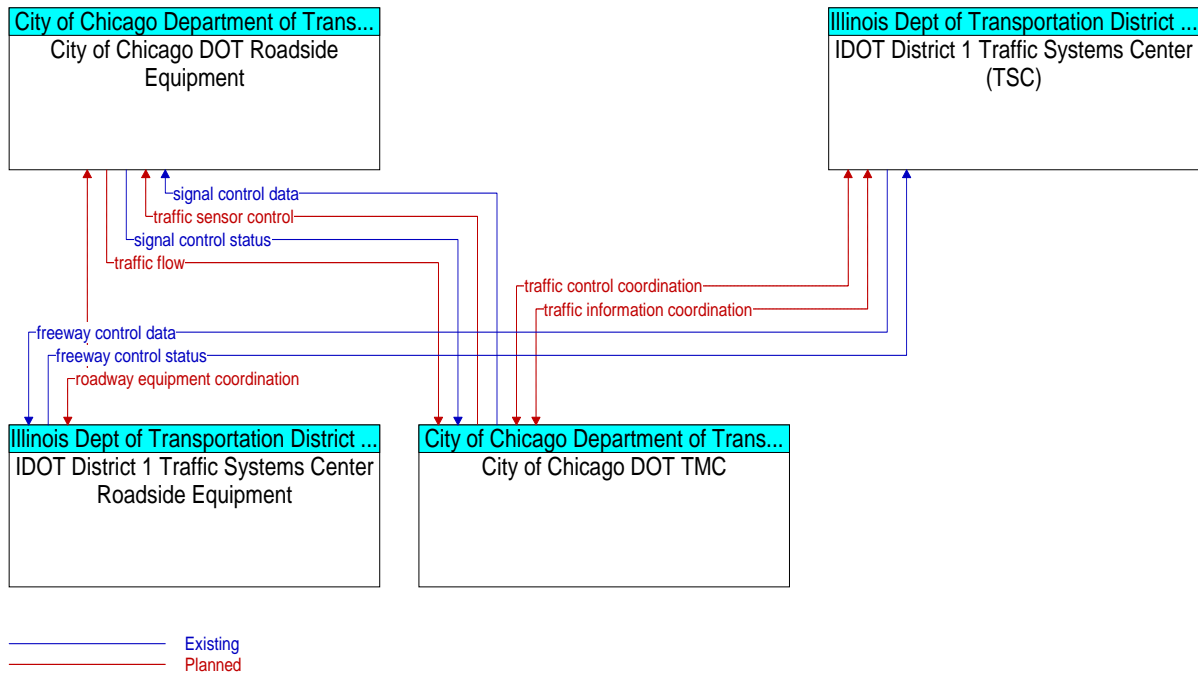 City of Chicago Department of Trans...
City of Chicago DOT Roadside
Equipment
Illinois Dept of Transportation District ...
IDOT District 1 Traffic Systems Center
(TSC)
signal control data
traffic sensor control
signal control status
traffic flow
traffic control coordination
traffic information coordination
freeway control data
freeway control status
roadway equipment coordination
Illinois Dept of Transportation District ...
IDOT District 1 Traffic Systems Center
Roadside Equipment
City of Chicago Department of Trans...
City of Chicago DOT TMC
Existing
Planned